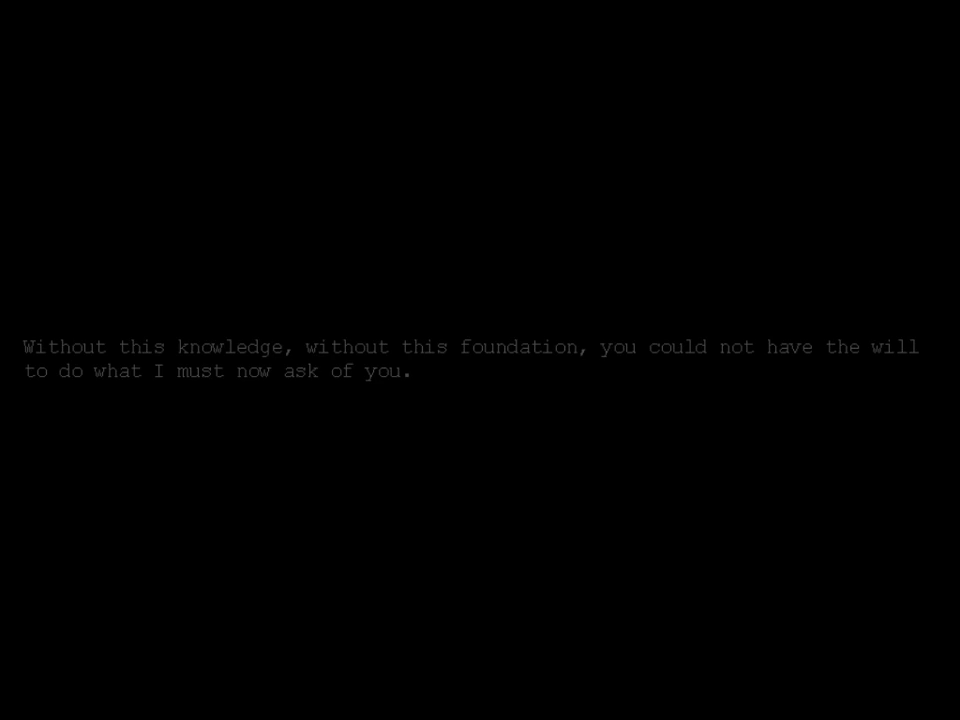 Without this knowledge, without this foundation, you could not have the will
to do what I must now ask of you.